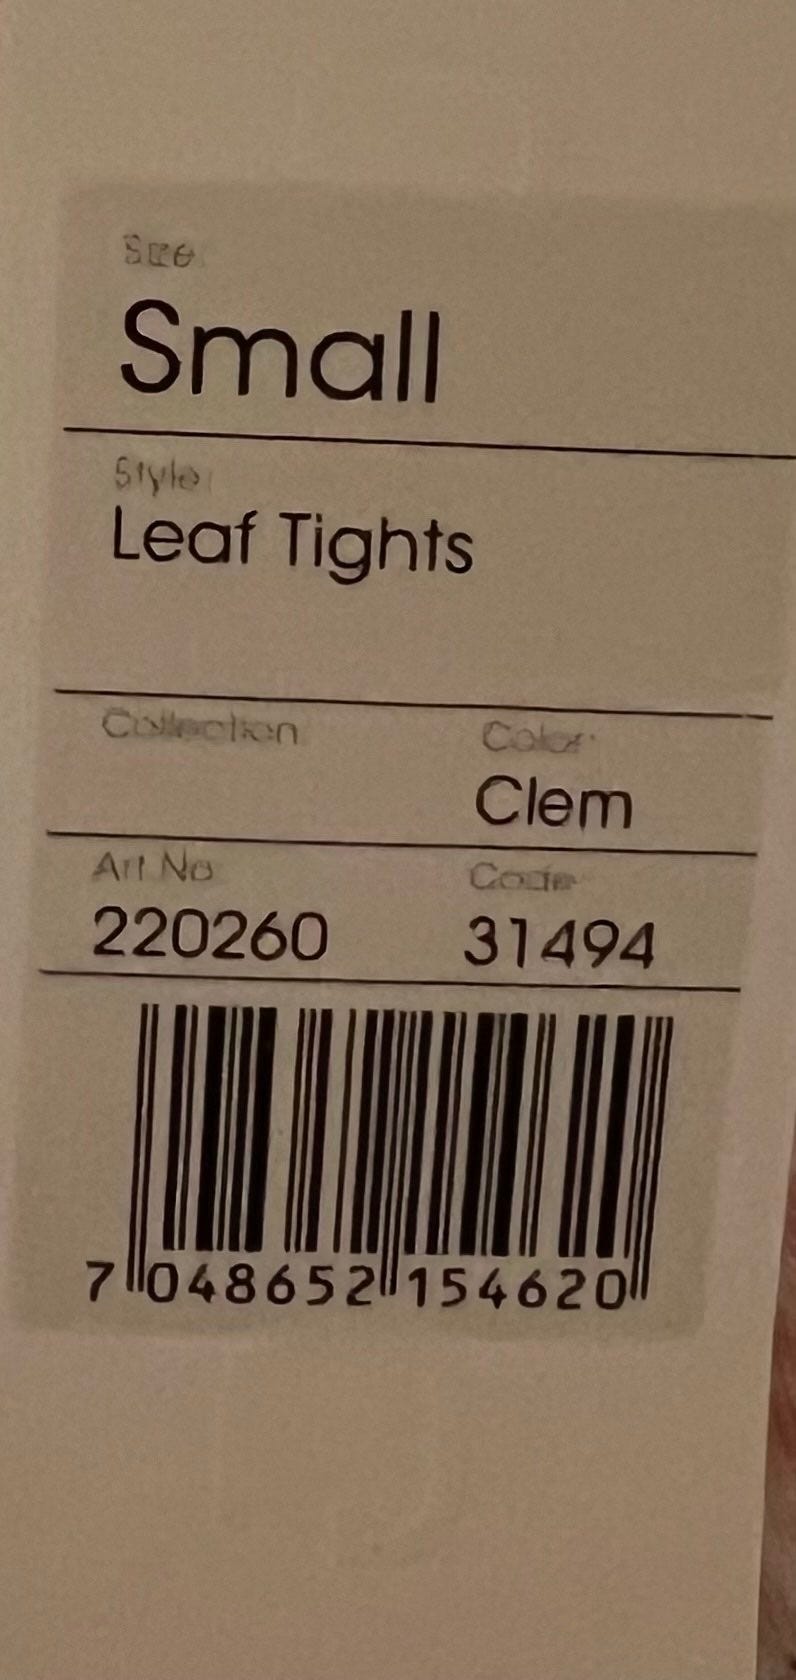 Size
Small
Style
Leaf Tights
Collection Color
Clem
Art No Code
220260 31494
7 048652 154620